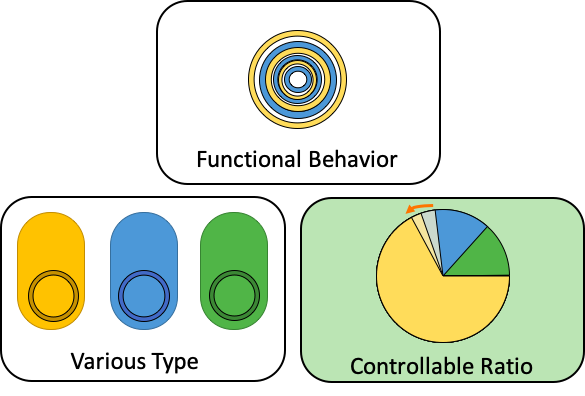 Functional Behavior
Various Type
Controllable Ratio